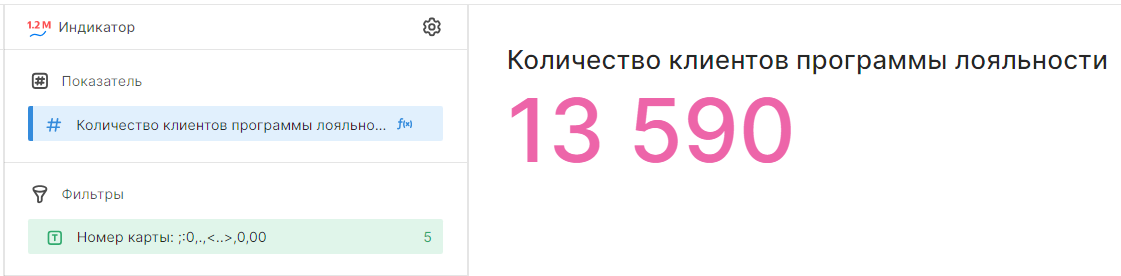 1.2 M Индикатор
Показатель
# Количество клиентов программы лояльно... f(x)
Фильтры
T Номер карты: ;:0,.,<..>,0,00 5
Количество клиентов программы лояльности
13 590